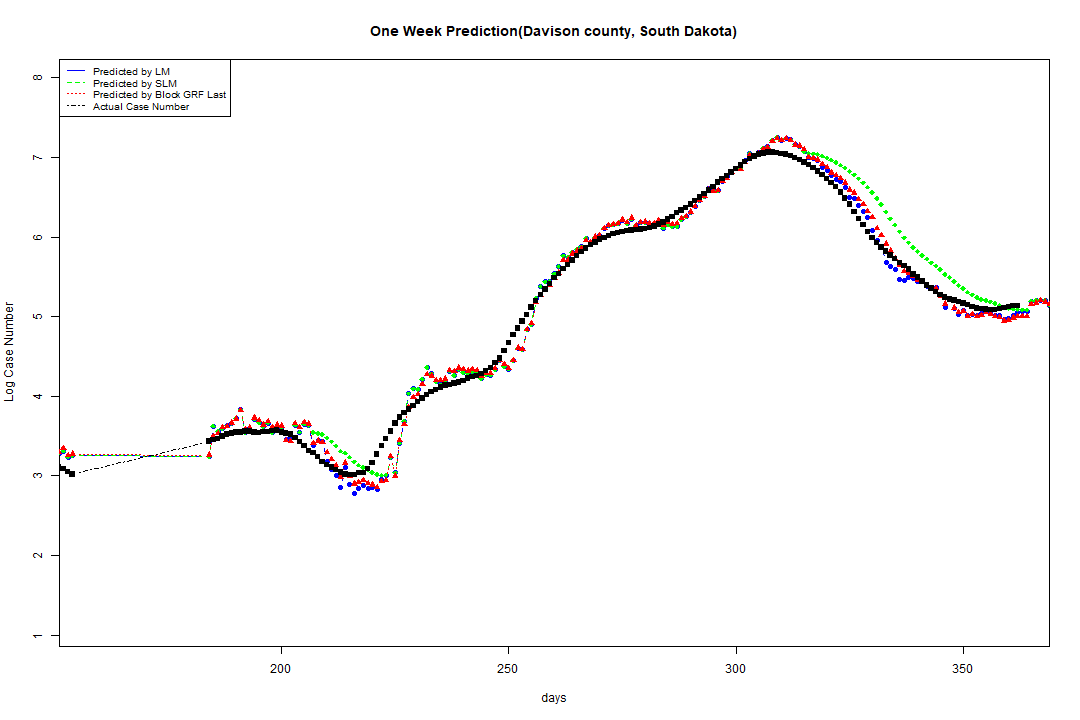 One Week Prediction(Davison county, South Dakota)
Predicted by LM
Predicted by SLM
Predicted by Block GRF Last
Actual Case Number
8
7
6
5
4
3
2
1
Log Case Number
200
250
300
350
days